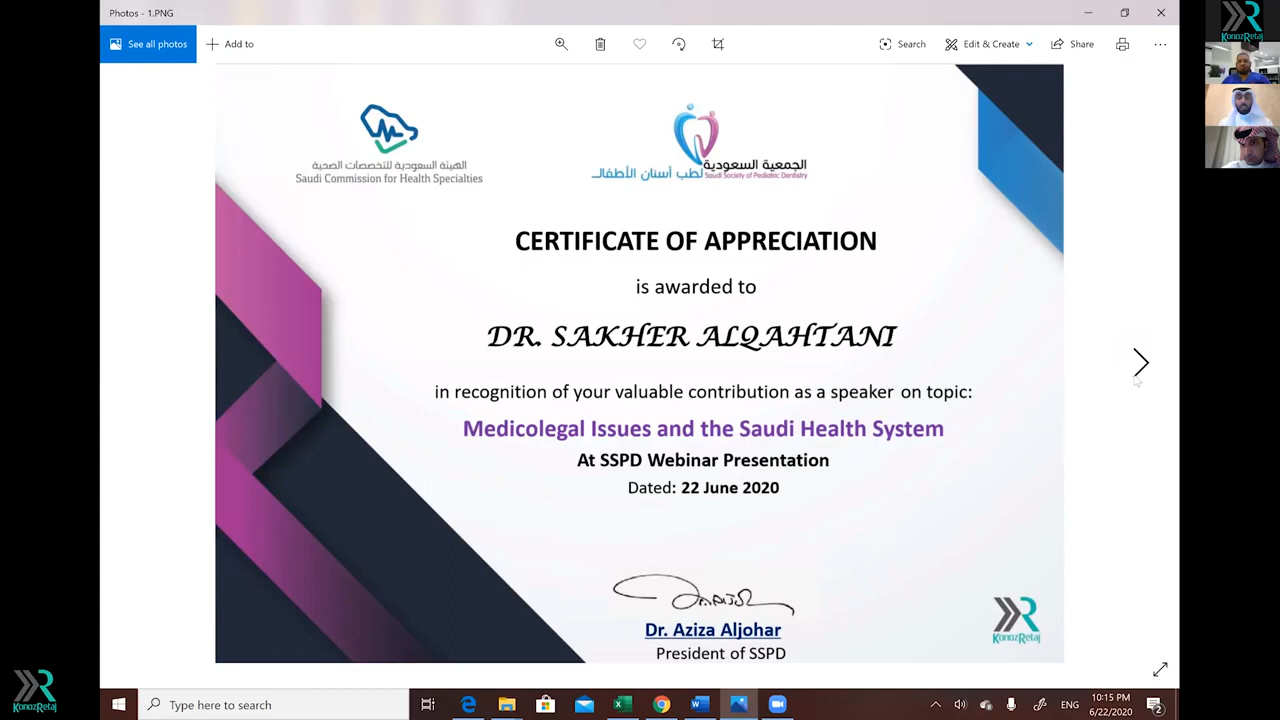 Photos - 1.PNG
See all photos
Add to
Search
Edit & Create
Share
KonozRetaj
الهيئة السعودية للتخصصات الصحية
Saudi Commission for Health Specialties
الجمعية السعودية
لطب أسنان الأطفال
Saudi Society of Pediatric Dentistry
CERTIFICATE OF APPRECIATION
is awarded to
DR. SAKHER ALQAHTANI
in recognition of your valuable contribution as a speaker on topic:
Medicolegal Issues and the Saudi Health System
At SSPD Webinar Presentation
Dated: 22 June 2020
Dr. Aziza Aljohar
President of SSPD
KonozRetaj
KonozRetaj
Type here to search
ENG
10:15 PM
6/22/2020
2